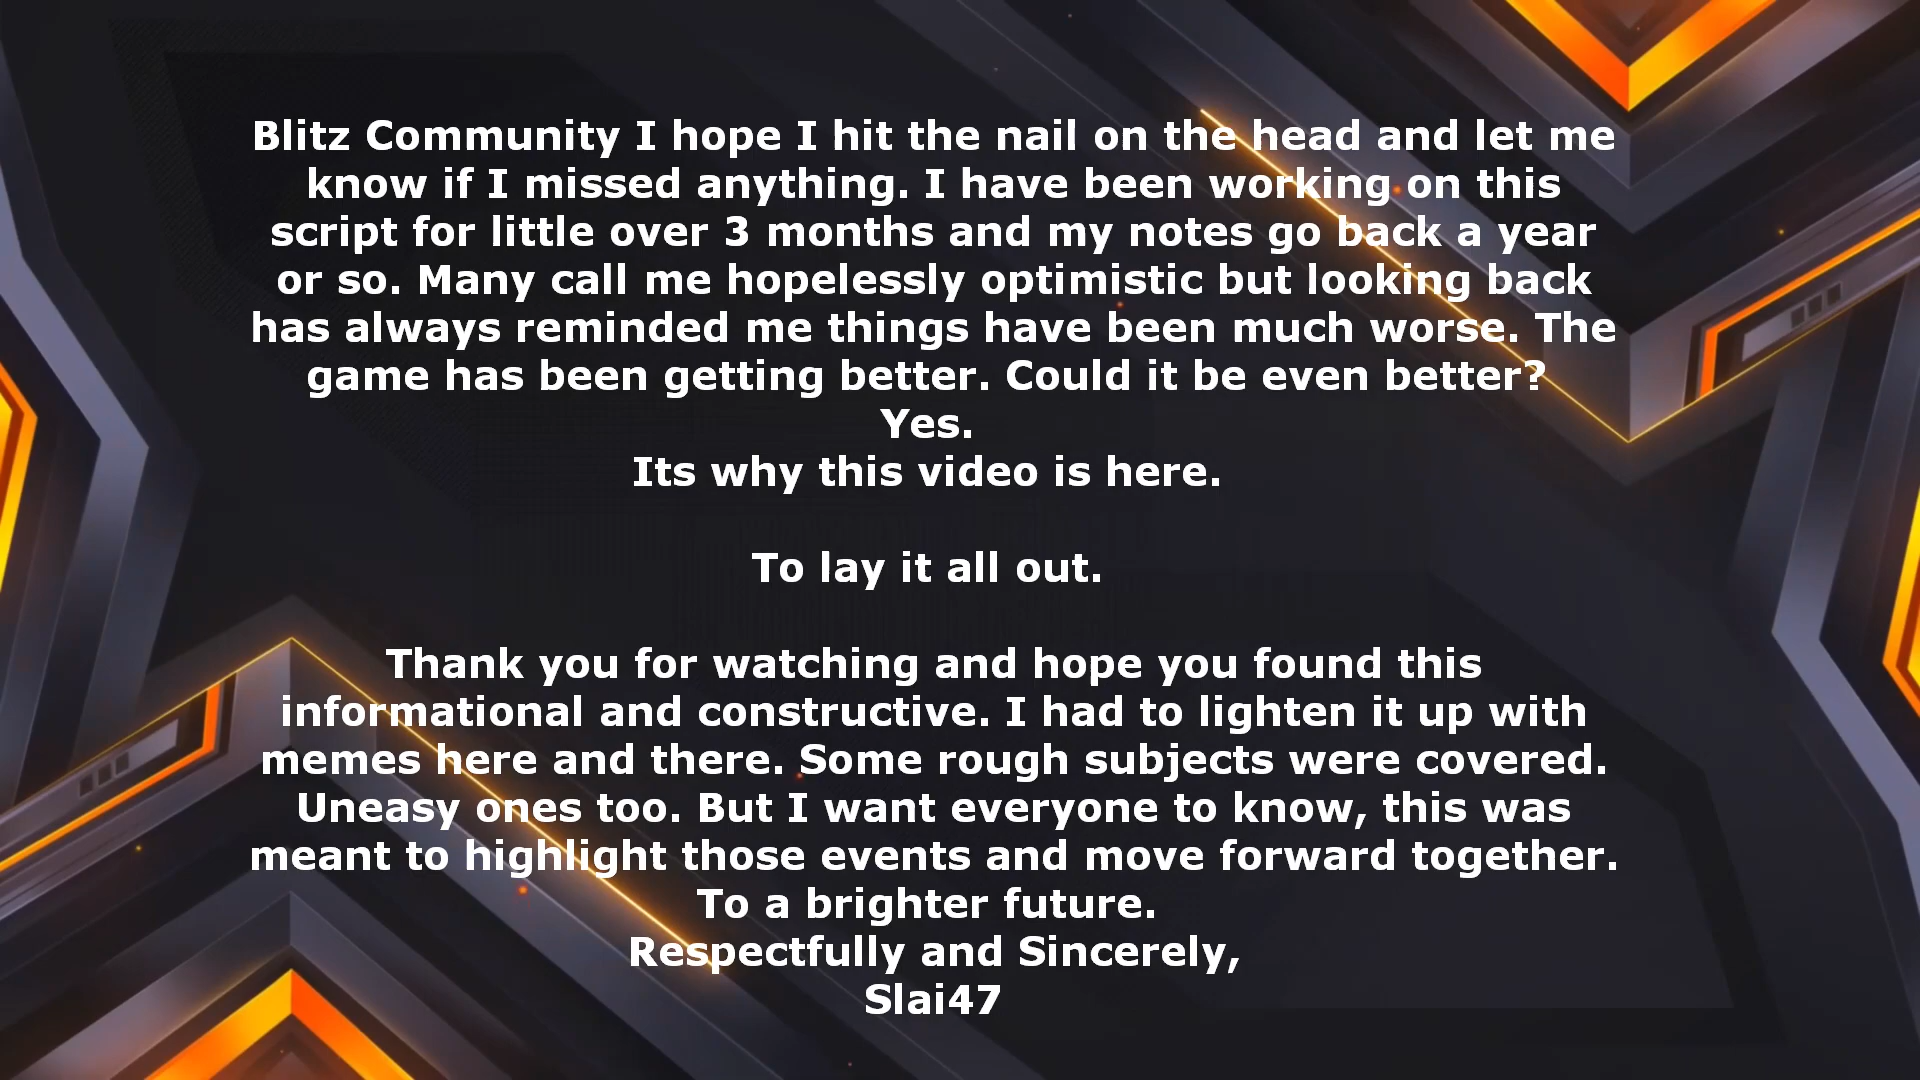 Blitz Community I hope I hit the nail on the head and let me
know if I missed anything. I have been working on this
script for little over 3 months and my notes go back a year
or so. Many call me hopelessly optimistic but looking back
has always reminded me things have been much worse. The
game has been getting better. Could it be even better?
Yes.
Its why this video is here.
To lay it all out.
Thank you for watching and hope you found this
informational and constructive. I had to lighten it up with
memes here and there. Some rough subjects were covered.
Uneasy ones too. But I want everyone to know, this was
meant to highlight those events and move forward together.
To a brighter future.
Respectfully and Sincerely,
Slai47